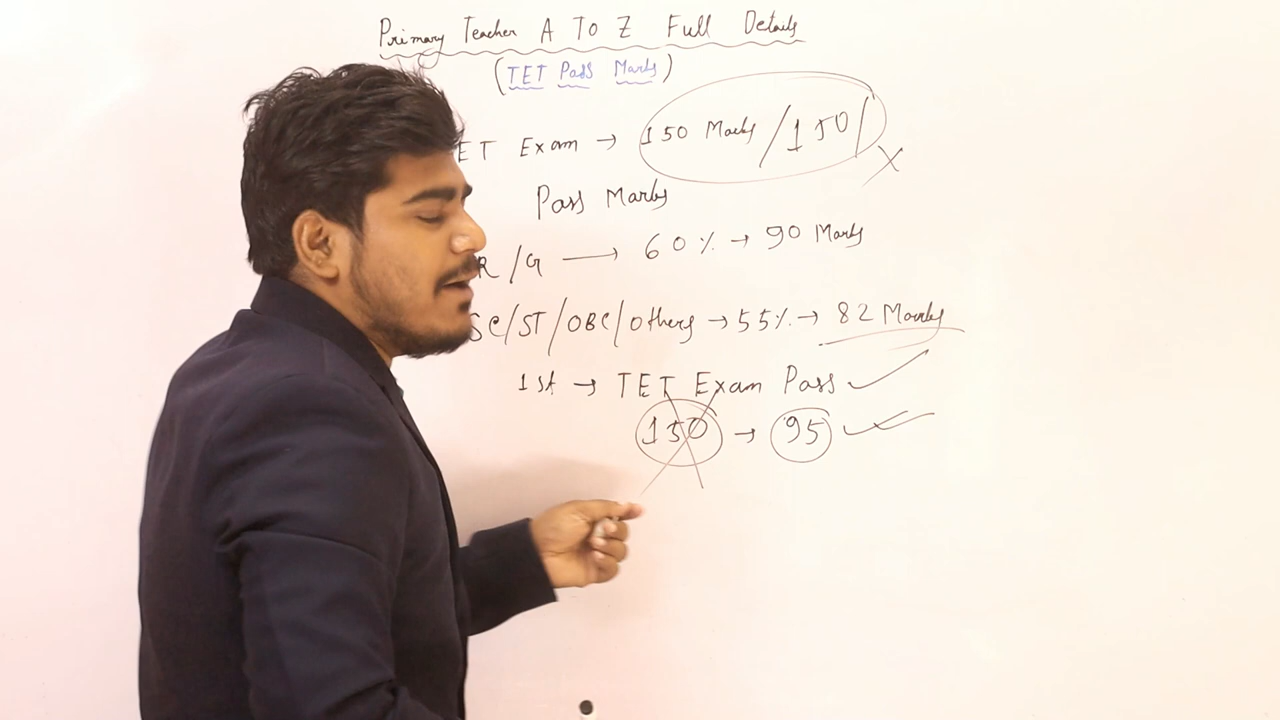 Primary Teacher A To Z Full Details
(TET Pass Marks)
ET Exam → 150 Marks / 150 /
X
Pass Marks
R / G → 60% → 90 Marks
SC/ST/OBC/Others → 55% → 82 Marks
1st → TET Exam Pass ✓
150 → 95 ✓